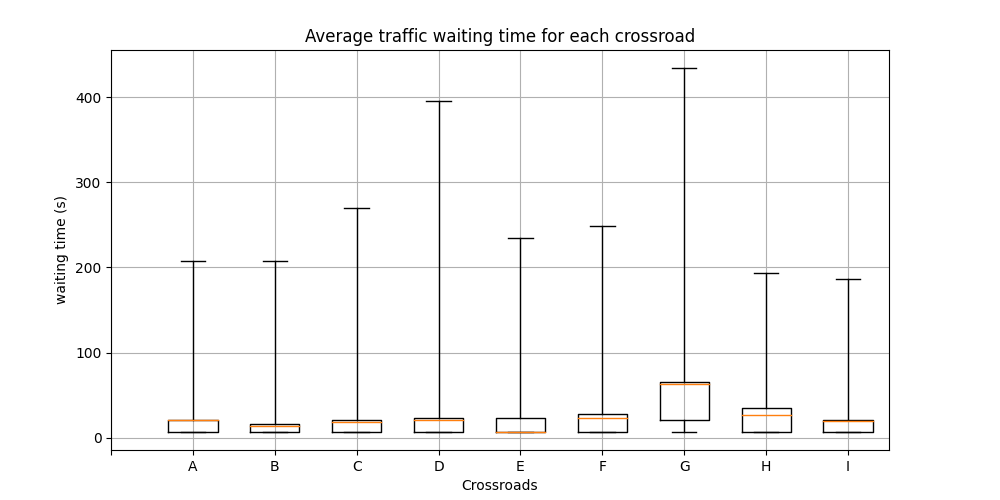 Average traffic waiting time for each crossroad
waiting time (s)
400
300
200
100
0
A B C D E F G H I
Crossroads